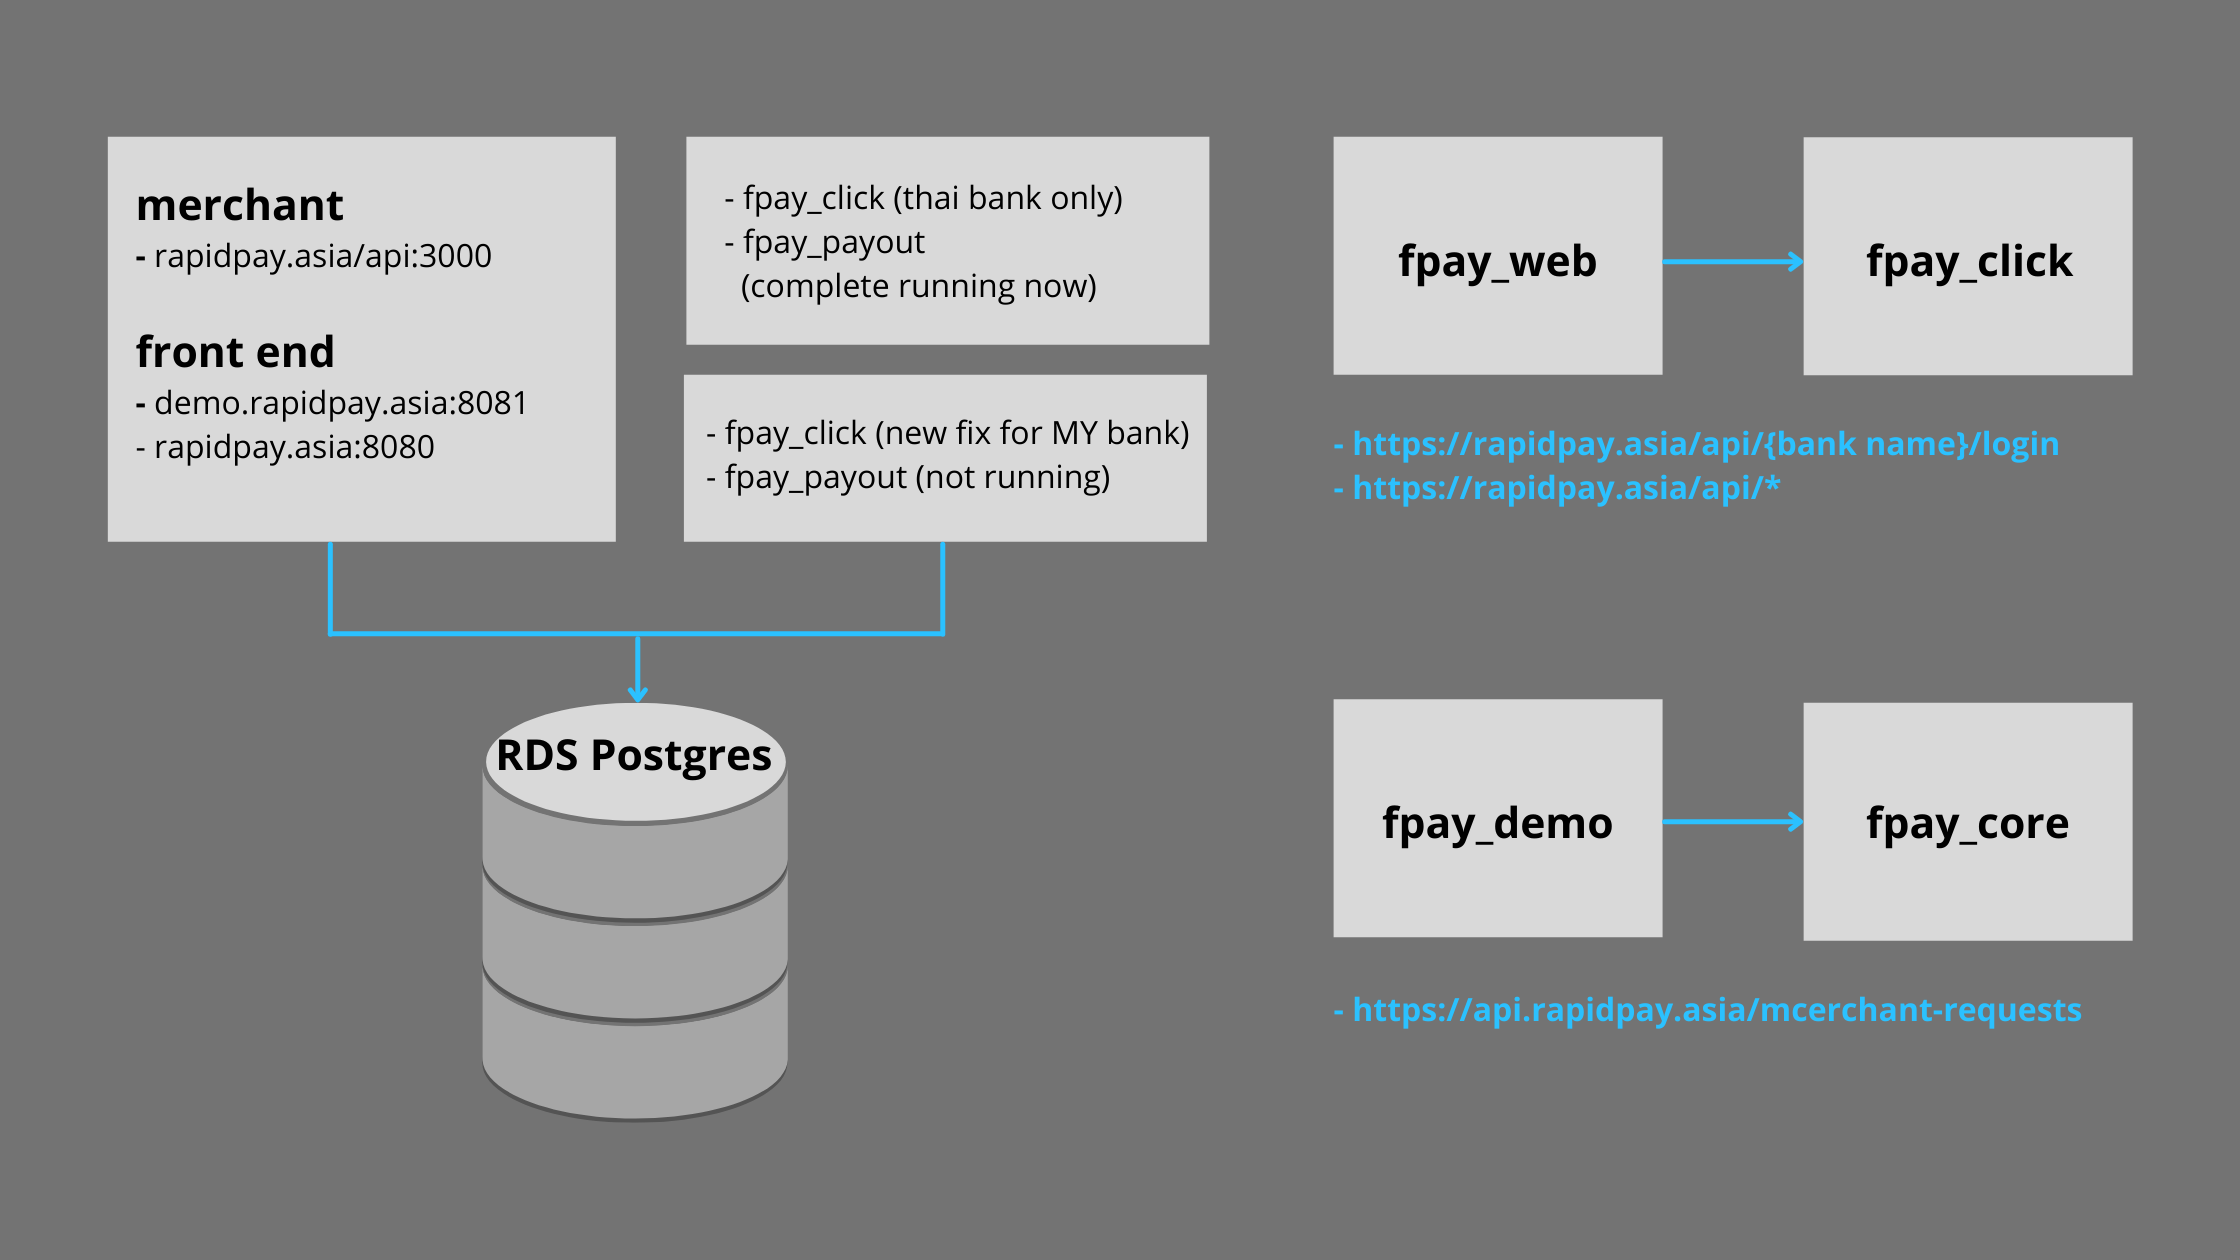 merchant
- rapidpay.asia/api:3000
front end
- demo.rapidpay.asia:8081
- rapidpay.asia:8080
- fpay_click (thai bank only)
- fpay_payout
(complete running now)
- fpay_click (new fix for MY bank)
- fpay_payout (not running)
RDS Postgres
fpay_web
fpay_click
- https://rapidpay.asia/api/{bank name}/login
- https://rapidpay.asia/api/*
fpay_demo
fpay_core
- https://api.rapidpay.asia/mcerchant-requests